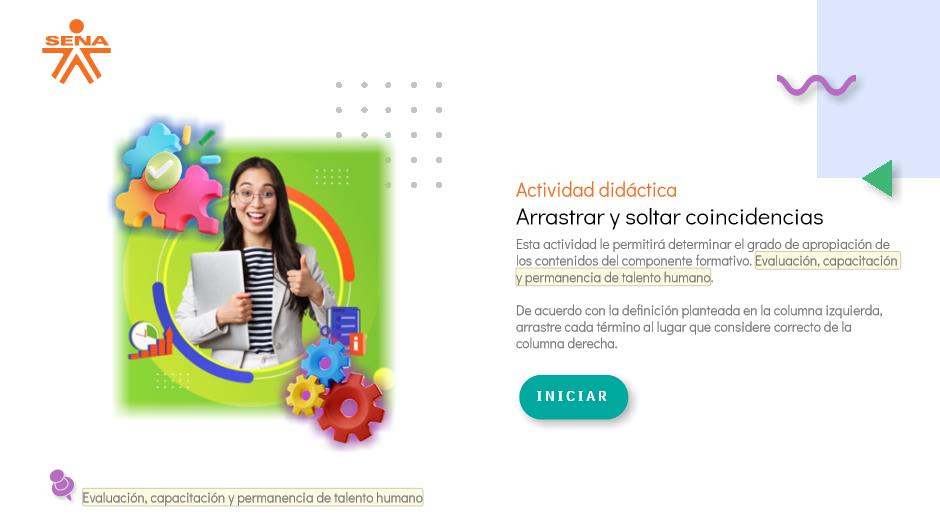 SENA
Actividad didáctica
Arrastrar y soltar coincidencias
Esta actividad le permitirá determinar el grado de apropiación de
los contenidos del componente formativo. Evaluación, capacitación
y permanencia de talento humano.
De acuerdo con la definición planteada en la columna izquierda,
arrastre cada término al lugar que considere correcto de la
columna derecha.
INICIAR
Evaluación, capacitación y permanencia de talento humano